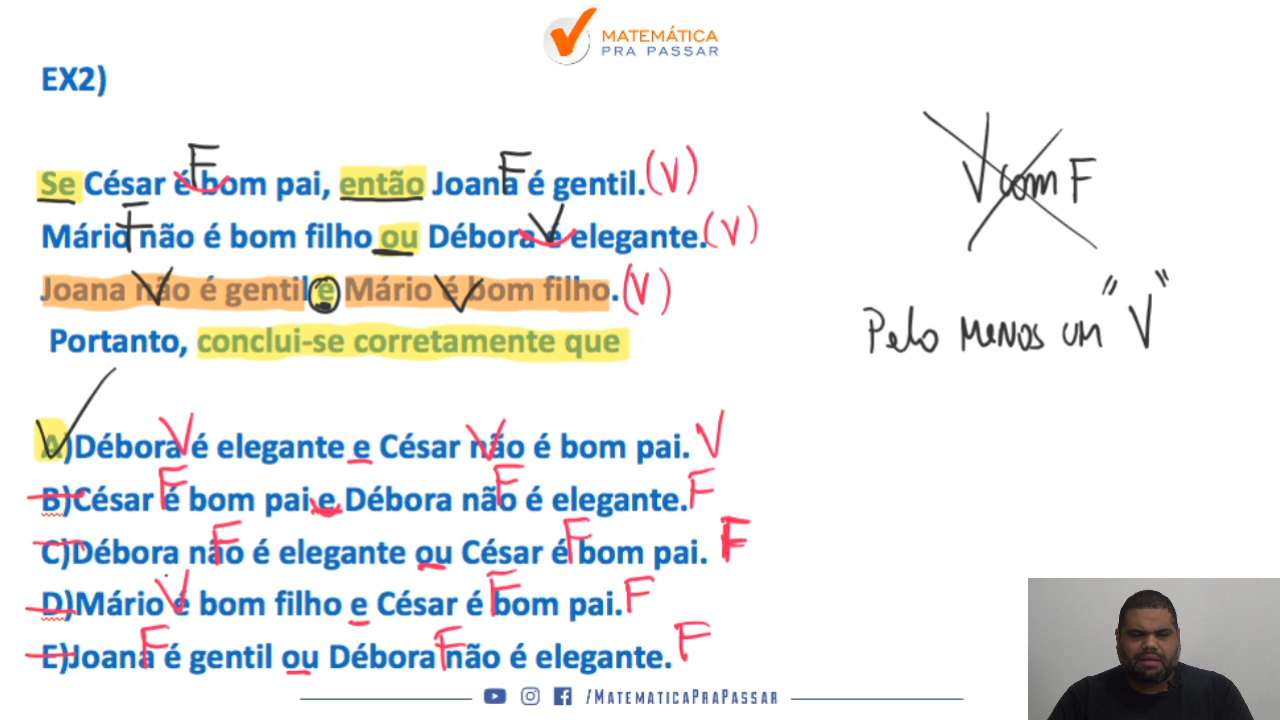 MATEMÁTICA
PRA PASSAR
EX2)
F F
Se César é bom pai, então Joana é gentil. (V)
F V
Mário não é bom filho ou Débora é elegante. (V)
V V
Joana não é gentil e Mário é bom filho. (V)
Portanto, conclui-se corretamente que
V com F
Pelo MENOS UM "V"
V V
A)Débora é elegante e César não é bom pai. V
F F
B)César é bom pai e Débora não é elegante. F
F F
C)Débora não é elegante ou César é bom pai. F
V F
D)Mário é bom filho e César é bom pai. F
F F
E)Joana é gentil ou Débora não é elegante. F
/MATEMATICAPRAPASSAR